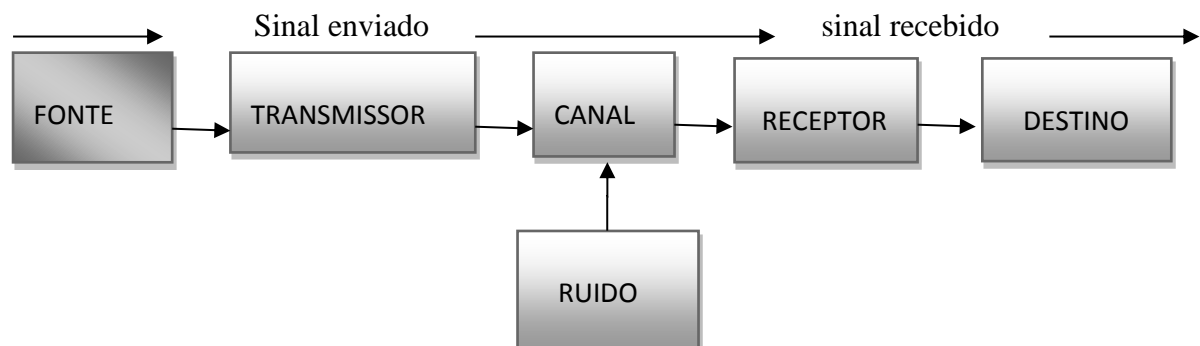 Sinal enviado sinal recebido
FONTE TRANSMISSOR CANAL RECEPTOR DESTINO
RUIDO